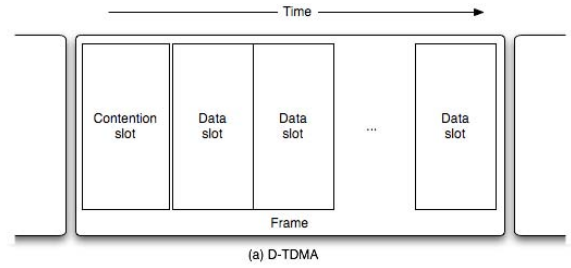 Time
Contention
slot
Data
slot
Data
slot
...
Data
slot
Frame
(a) D-TDMA